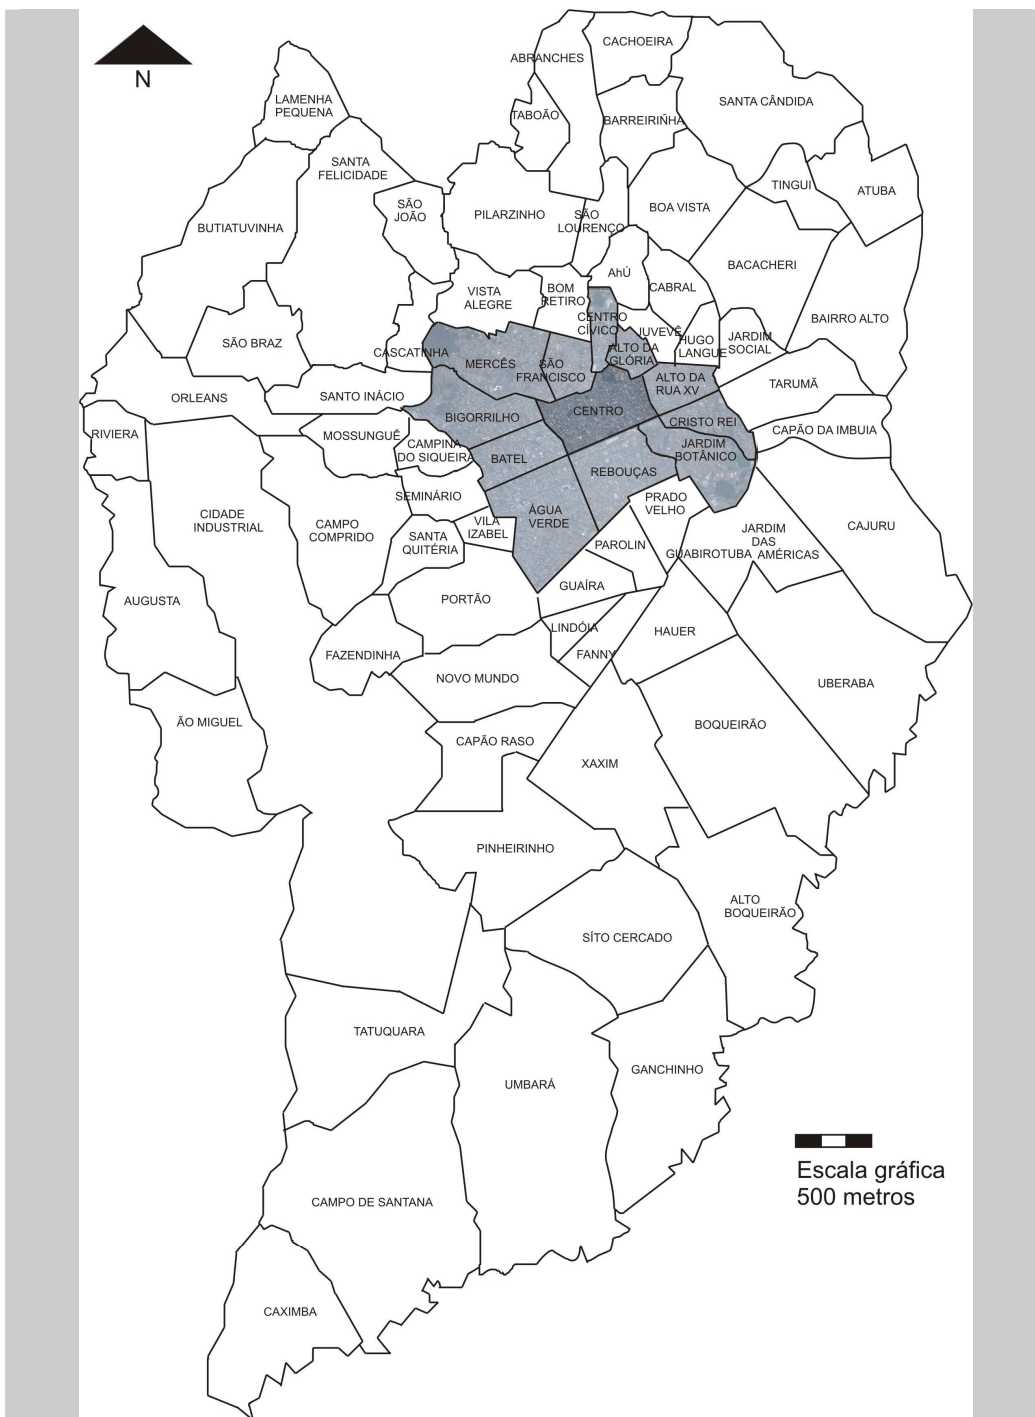 N
CACHOEIRA
ABRANCHES
LAMENHA
PEQUENA
SANTA CÂNDIDA
TABOÃO
BARREIRIÑHA
SANTA
FELICIDADE
TINGUI
ATUBA
SÃO
JOÃO
PILARZINHO
SÃO
LOURENÇO
BOA VISTA
BUTIATUVINHA
BACACHERI
AhÚ
VISTA
ALEGRE
BOM
RETIRO
CABRAL
BAIRRO ALTO
CENTRO
CÍVICO
JUVEVÊ
HUGO
LANGUE
JARDIM
SOCIAL
SÃO BRAZ
CASCATINHA
MERCÊS
SÃO
FRANCISCO
ALTO DA
GLÓRIA
ALTO DA
RUA XV
TARUMÃ
ORLEANS
SANTO INÁCIO
BIGORRILHO
CENTRO
CRISTO REI
CAPÃO DA IMBUIA
RIVIERA
MOSSUNGUÊ
CAMPINA
DO SIQUEIRA
BATEL
REBOUÇAS
JARDIM
BOTÂNICO
SEMINÁRIO
PRADO
VELHO
CIDADE
INDUSTRIAL
CAMPO
COMPRIDO
SANTA
QUITÉRIA
VILA
IZABEL
ÁGUA
VERDE
PAROLIN
GUABIROTUBA
JARDIM
DAS
AMÉRICAS
CAJURU
AUGUSTA
PORTÃO
GUAÍRA
LINDÓIA
HAUER
FAZENDINHA
FANNY
NOVO MUNDO
UBERABA
ÃO MIGUEL
BOQUEIRÃO
CAPÃO RASO
XAXIM
PINHEIRINHO
ALTO
BOQUEIRÃO
SÍTO CERCADO
TATUQUARA
GANCHINHO
UMBARÁ
Escala gráfica
500 metros
CAMPO DE SANTANA
CAXIMBA